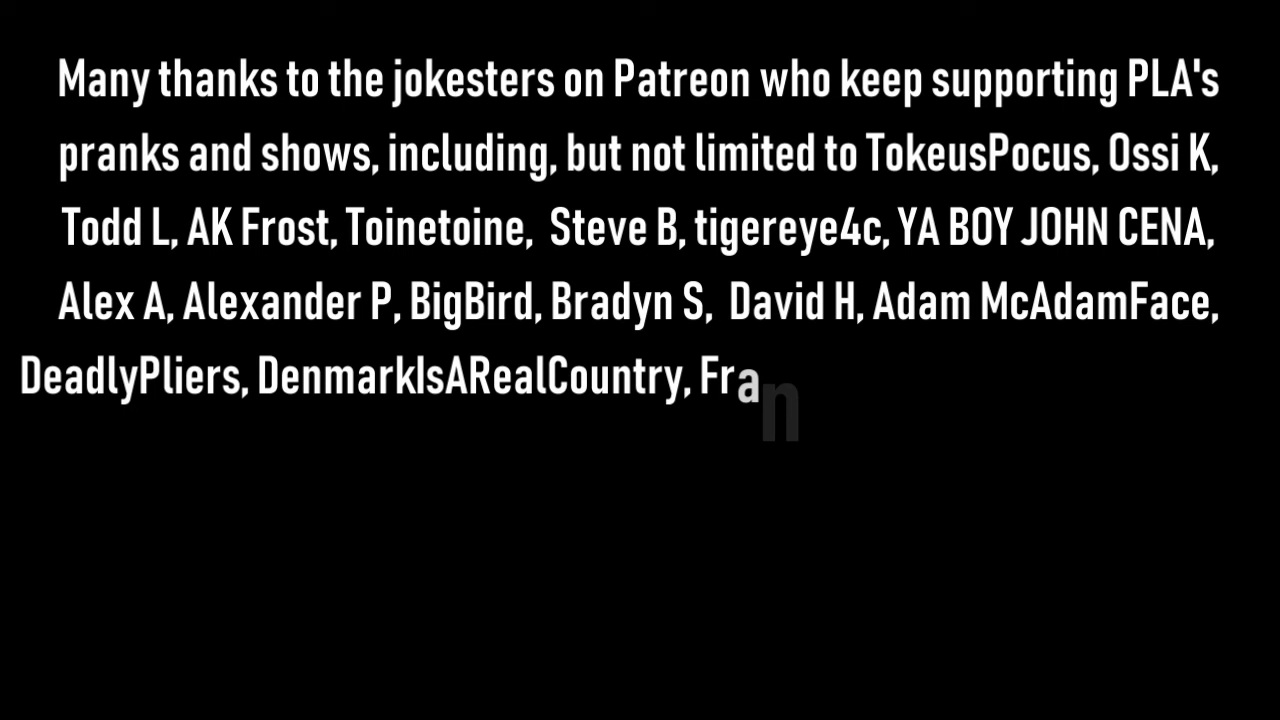 Many thanks to the jokesters on Patreon who keep supporting PLA's
pranks and shows, including, but not limited to TokeusPocus, Ossi K,
Todd L, AK Frost, Toinetoine, Steve B, tigereye4c, YA BOY JOHN CENA,
Alex A, Alexander P, BigBird, Bradyn S, David H, Adam McAdamFace,
DeadlyPliers, DenmarkIsARealCountry, Fran